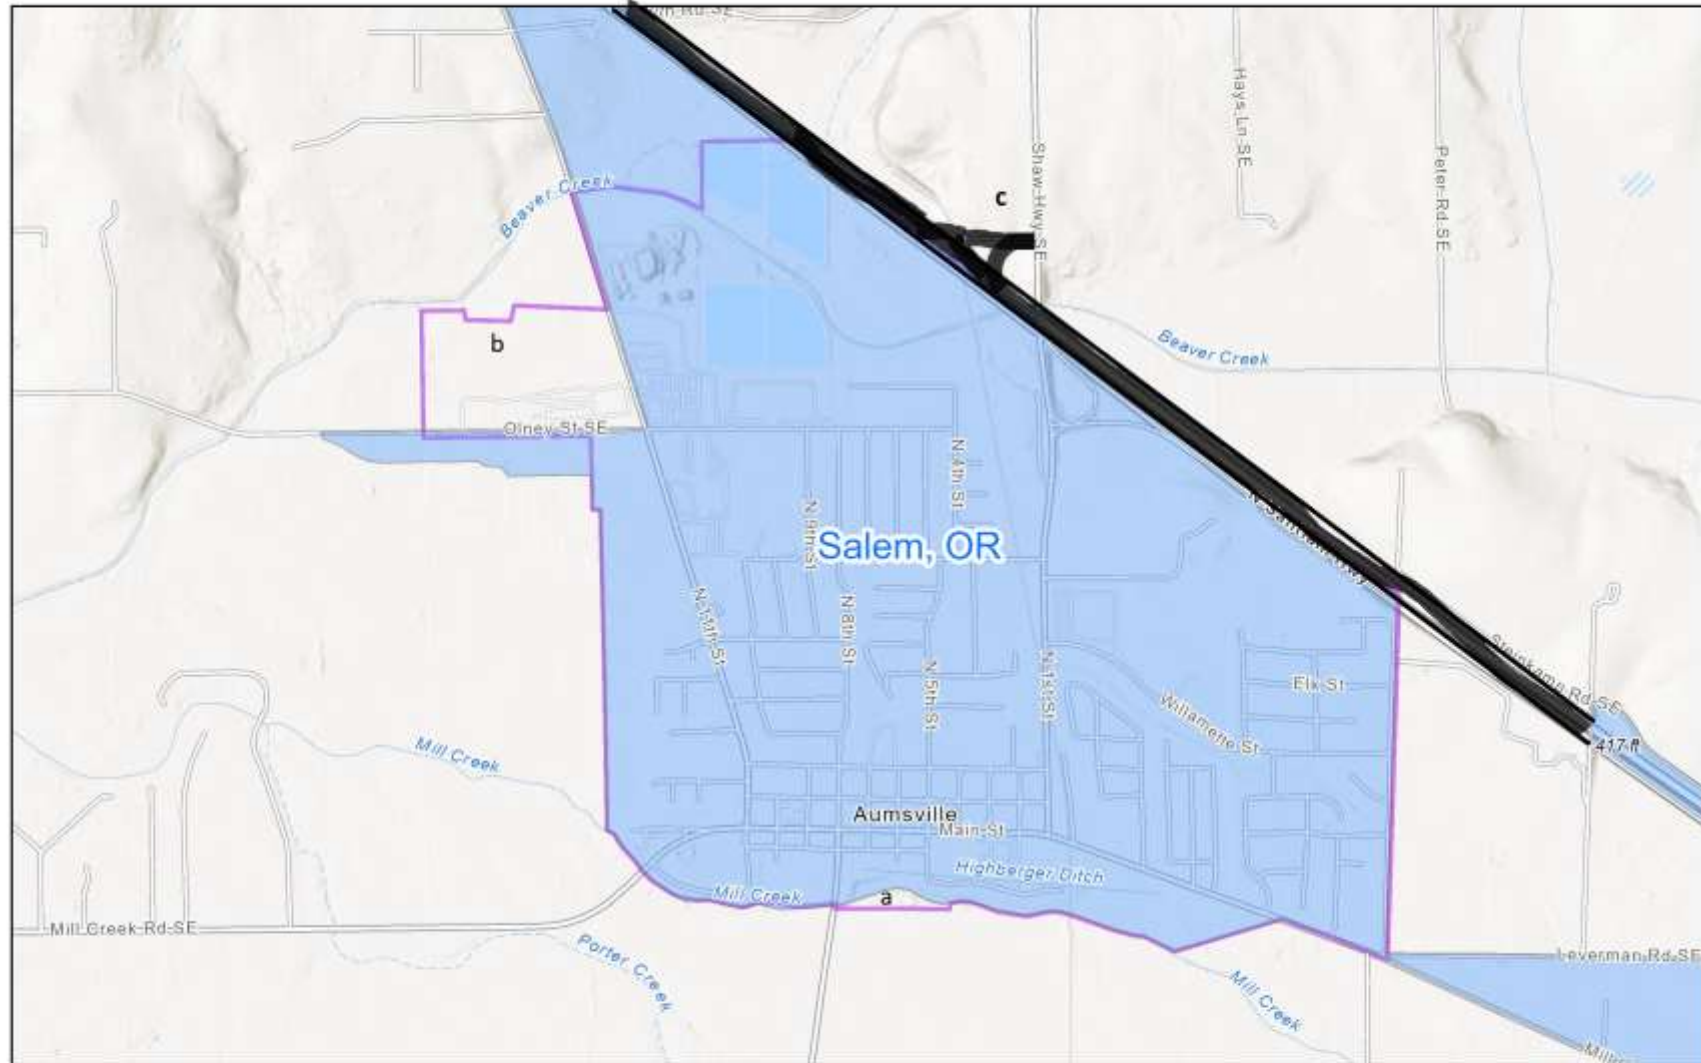 c
Shaw-Hwy-SE
Hays-Ln-SE
Peter-Rd-SE
Beaver Creek
b
Beaver Creek
Olney-St-SE
N-4th-St
N-9th-St
Salem, OR
N-11th-St
N-8th-St
N-5th-St
N-1st-St
Elk St
Willamette St
Steinkamp Rd-SE
417 ft
Mill Creek
Aumsville
Main-St
Highberger Ditch
Mill Creek
a
Mill Creek-Rd-SE
Porter Creek
Mill Creek
Leverman Rd-SE